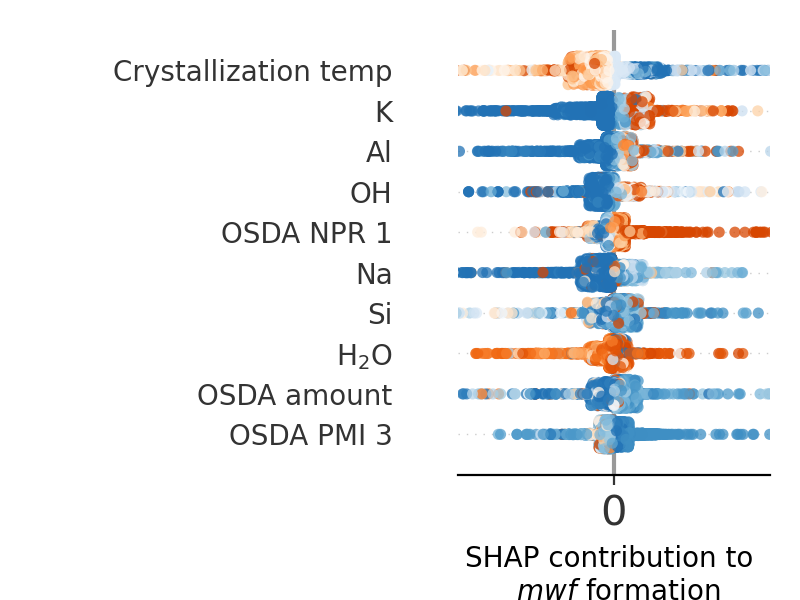 Crystallization temp
K
Al
OH
OSDA NPR 1
Na
Si
H₂O
OSDA amount
OSDA PMI 3
0
SHAP contribution to
mwf formation